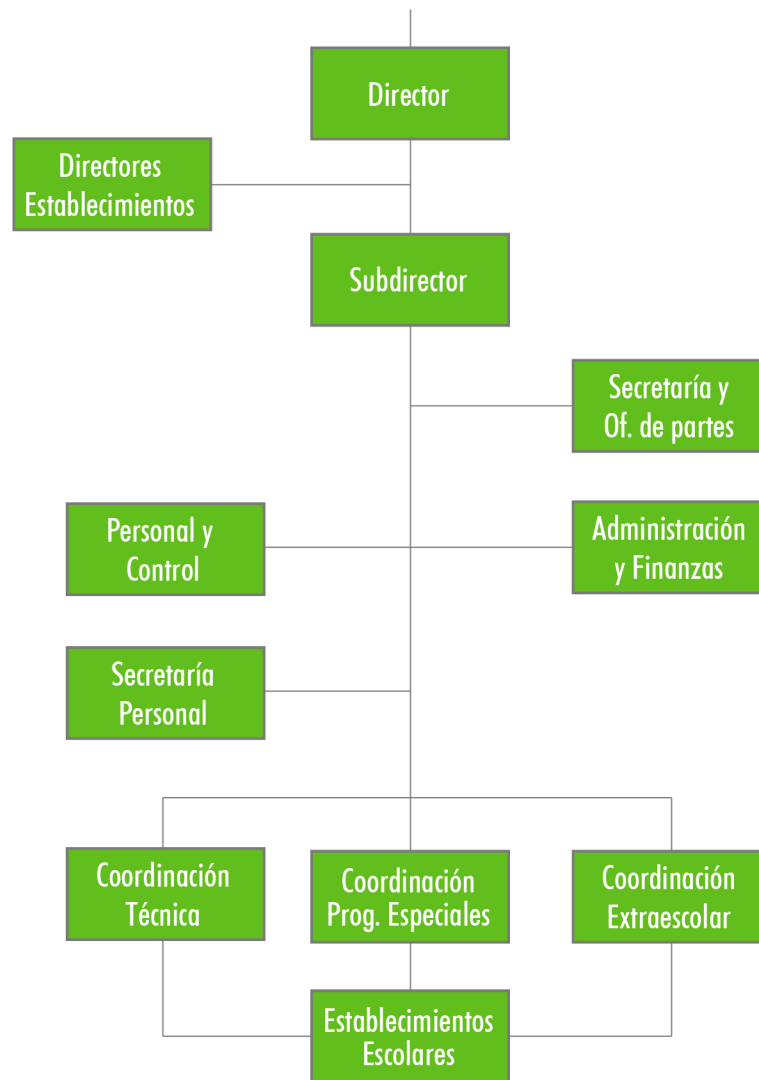 Director
Directores
Establecimientos
Subdirector
Secretaría y
Of. de partes
Personal y
Control
Administración
y Finanzas
Secretaría
Personal
Coordinación
Técnica
Coordinación
Prog. Especiales
Coordinación
Extraescolar
Establecimientos
Escolares